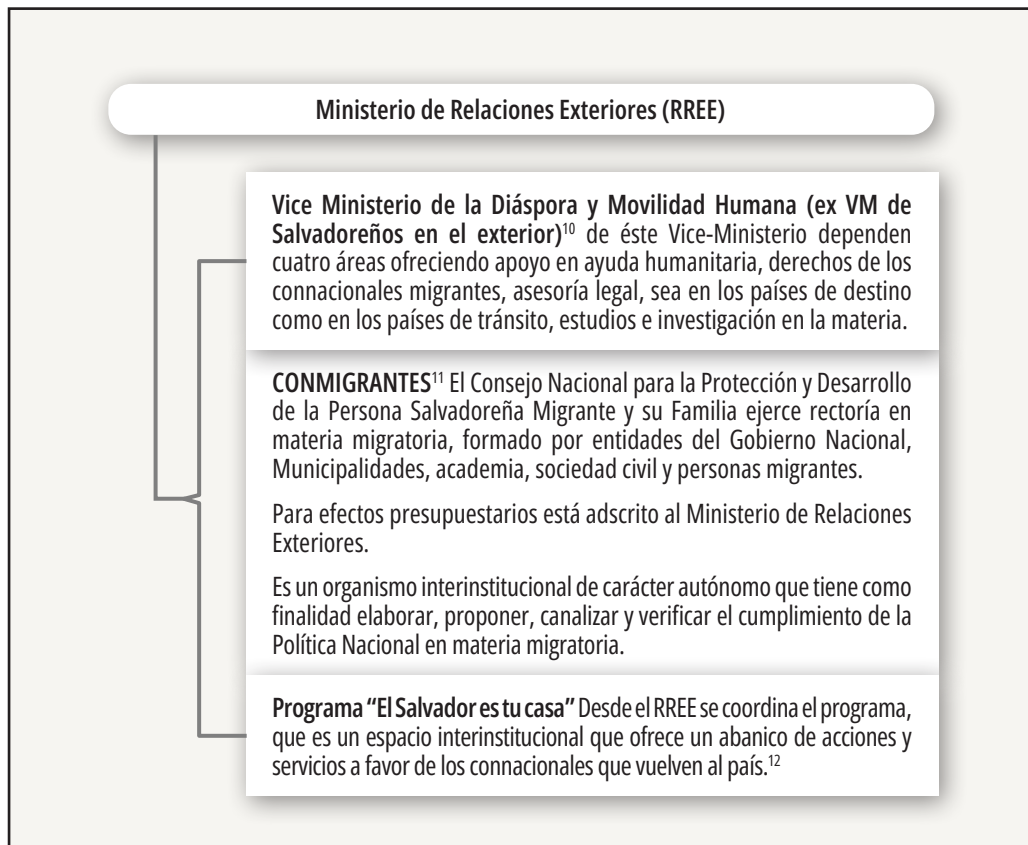 Ministerio de Relaciones Exteriores (RREE)
Vice Ministerio de la Diáspora y Movilidad Humana (ex VM de
Salvadoreños en el exterior)¹⁰ de éste Vice-Ministerio dependen
cuatro áreas ofreciendo apoyo en ayuda humanitaria, derechos de los
connacionales migrantes, asesoría legal, sea en los países de destino
como en los países de tránsito, estudios e investigación en la materia.
CONMIGRANTES¹¹ El Consejo Nacional para la Protección y Desarrollo
de la Persona Salvadoreña Migrante y su Familia ejerce rectoría en
materia migratoria, formado por entidades del Gobierno Nacional,
Municipalidades, academia, sociedad civil y personas migrantes.
Para efectos presupuestarios está adscrito al Ministerio de Relaciones
Exteriores.
Es un organismo interinstitucional de carácter autónomo que tiene como
finalidad elaborar, proponer, canalizar y verificar el cumplimiento de la
Política Nacional en materia migratoria.
Programa “El Salvador es tu casa” Desde el RREE se coordina el programa,
que es un espacio interinstitucional que ofrece un abanico de acciones y
servicios a favor de los connacionales que vuelven al país.¹²